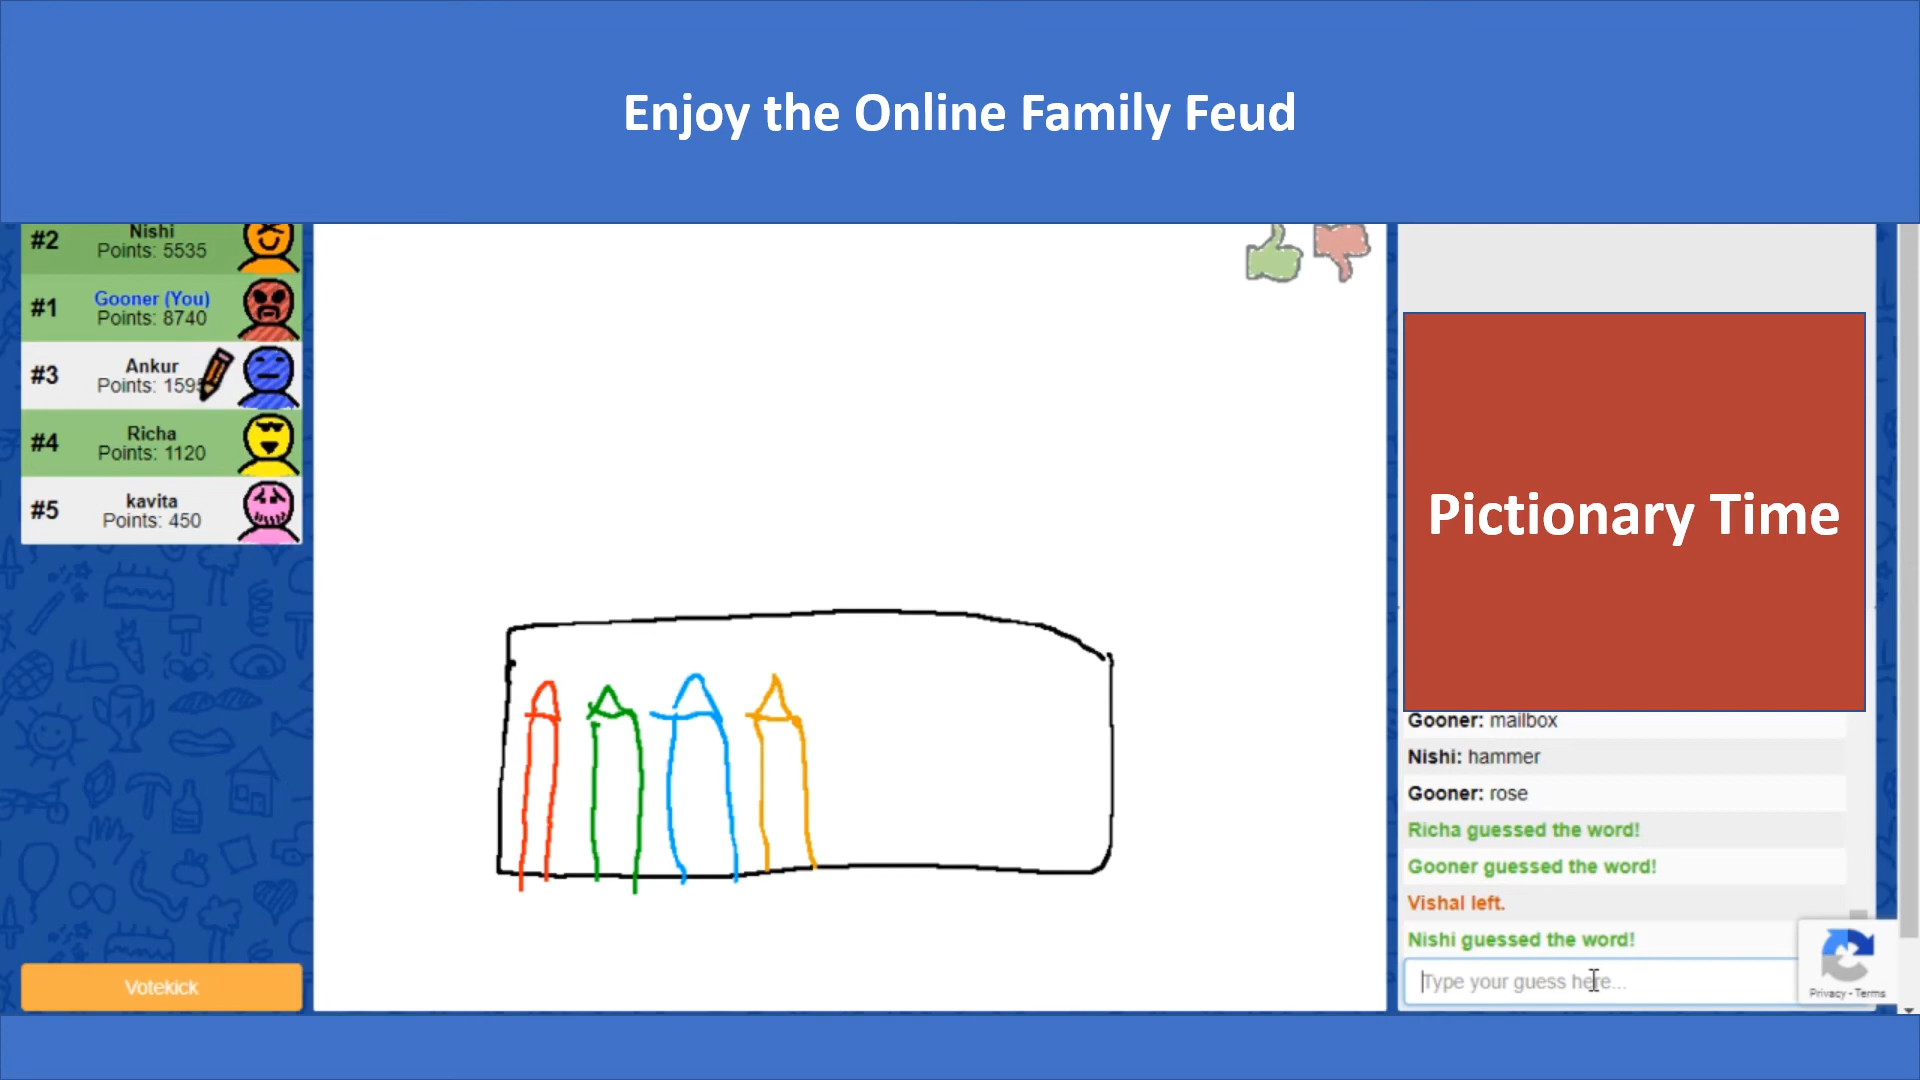 Enjoy the Online Family Feud
#2
Nishi
Points: 5535
#1
Gooner (You)
Points: 8740
#3
Ankur
Points: 1595
#4
Richa
Points: 1120
#5
kavita
Points: 450
Votekick
Pictionary Time
Gooner: mailbox
Nishi: hammer
Gooner: rose
Richa guessed the word!
Gooner guessed the word!
Vishal left.
Nishi guessed the word!
Type your guess here...
Privacy - Terms